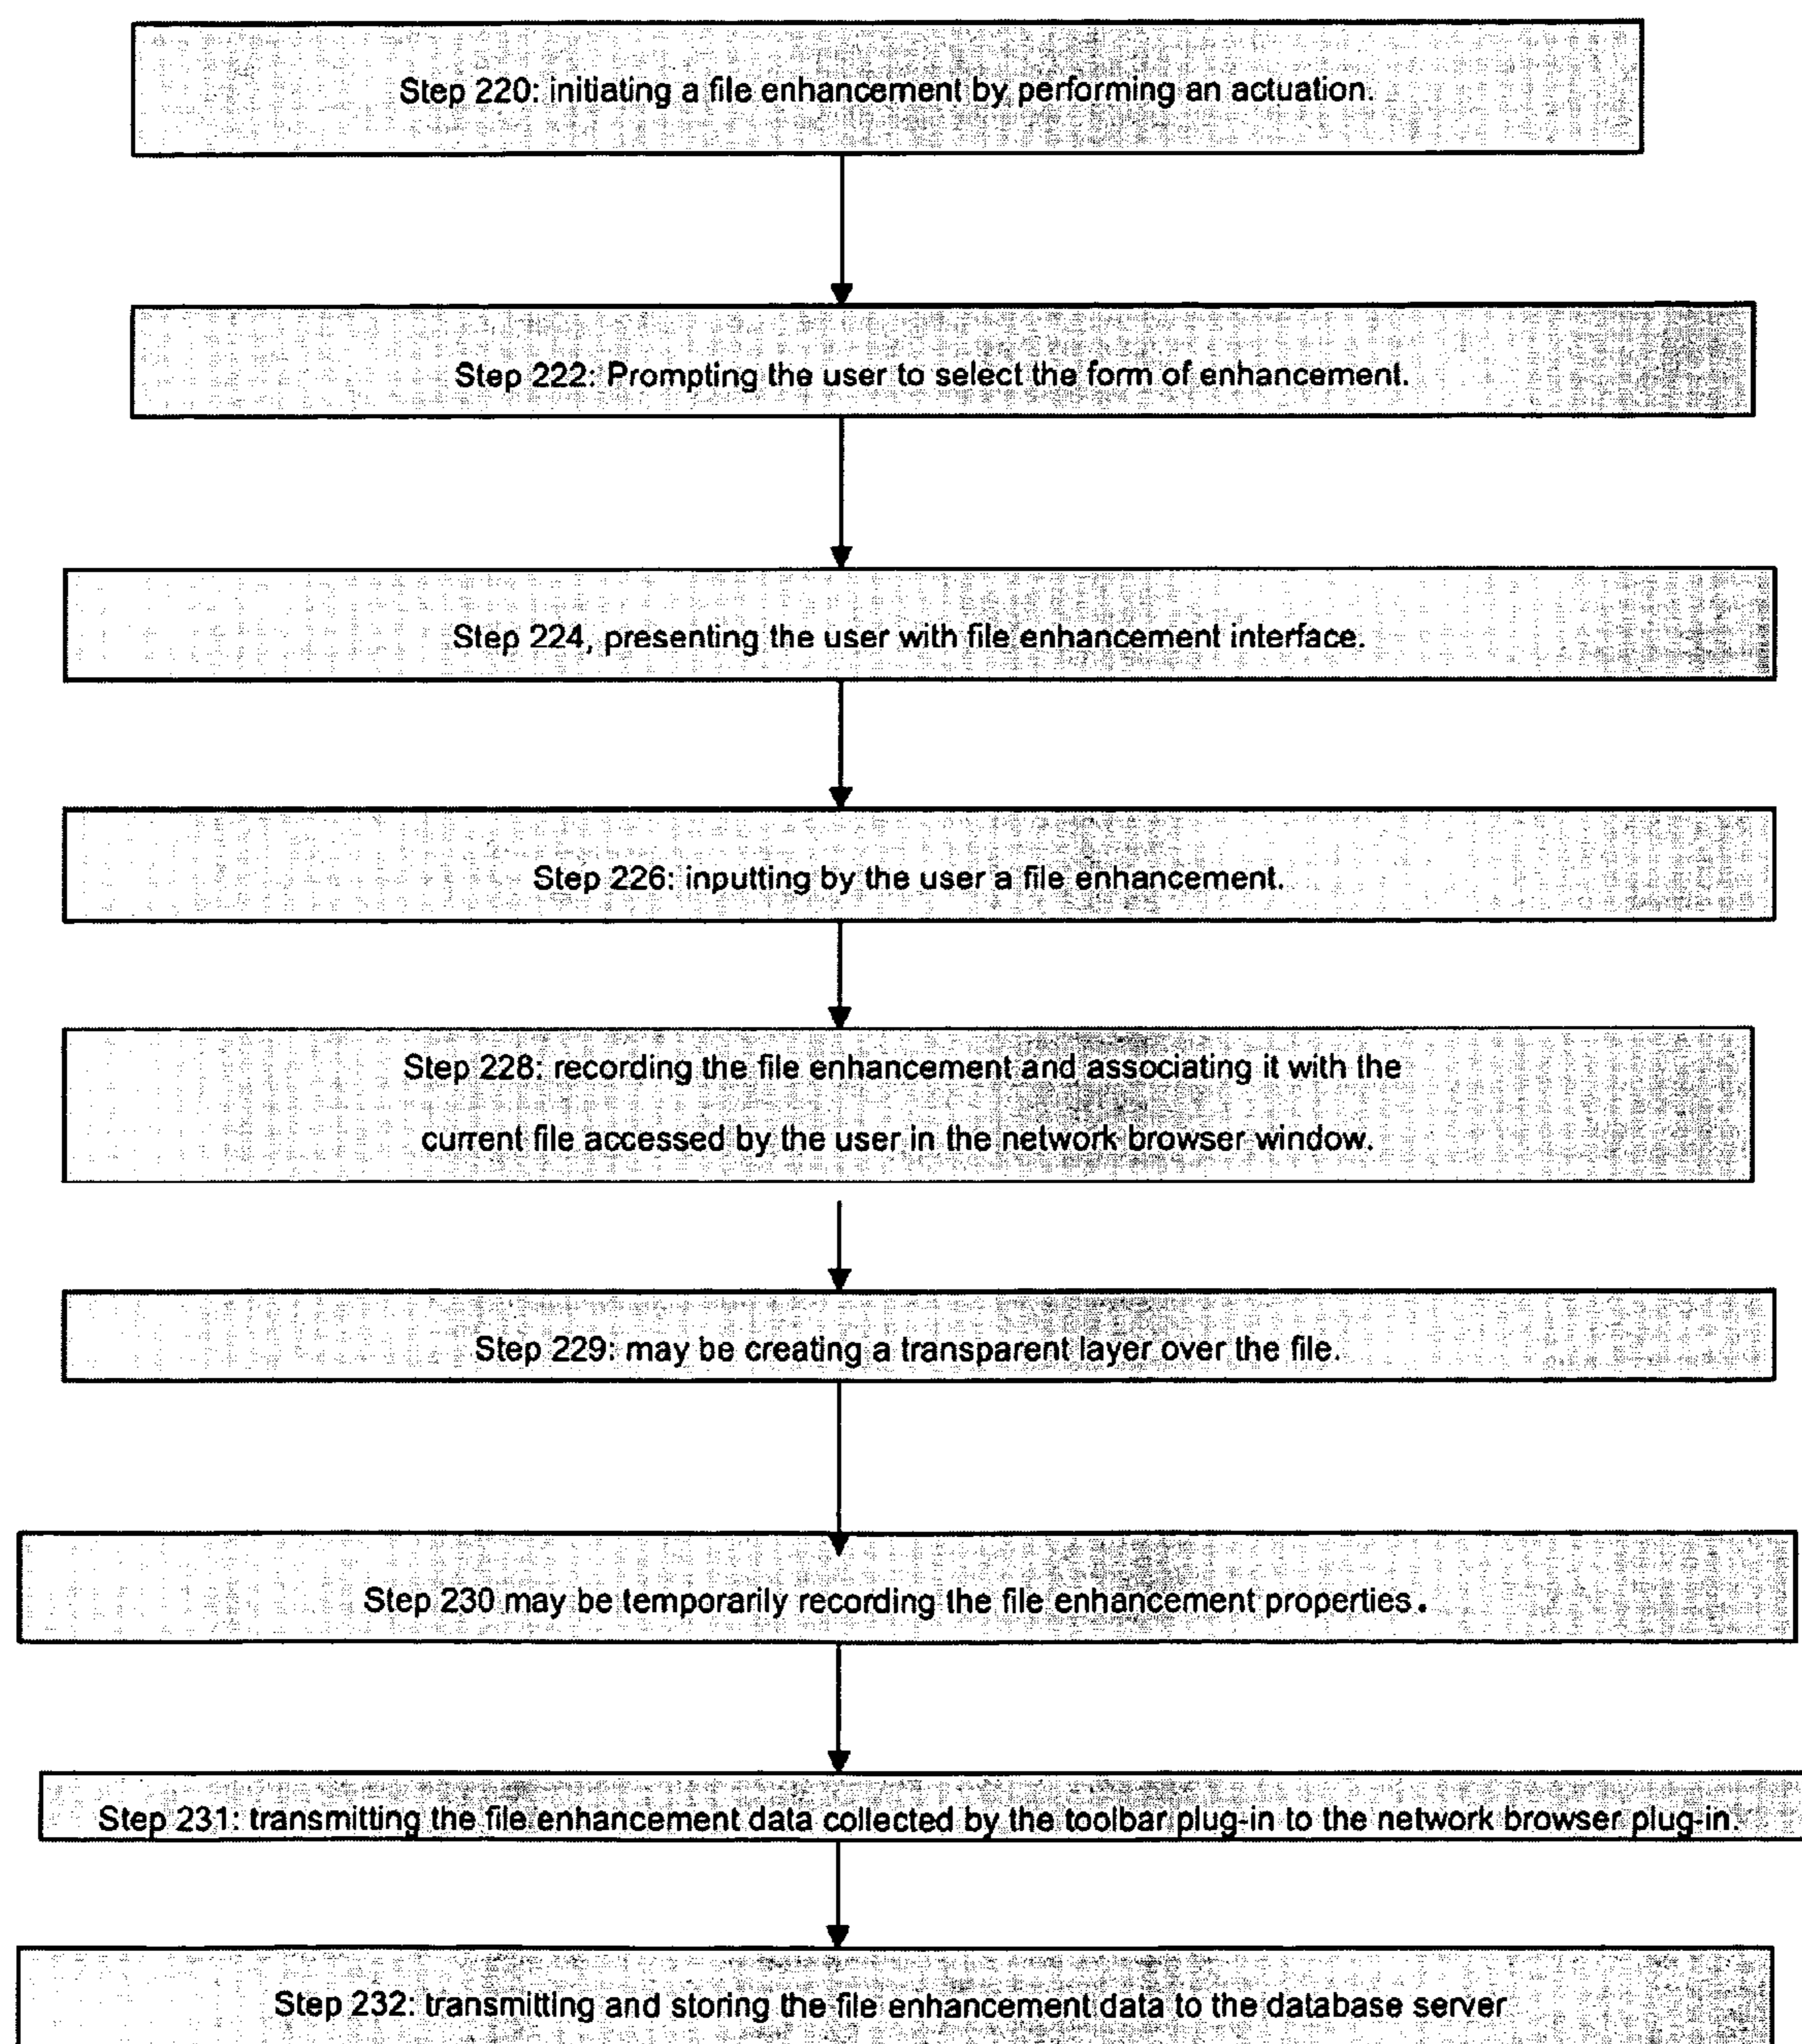 Step 220: initiating a file enhancement by performing an actuation.
Step 222: Prompting the user to select the form of enhancement.
Step 224, presenting the user with file enhancement interface.
Step 226: inputting by the user a file enhancement.
Step 228: recording the file enhancement and associating it with the
current file accessed by the user in the network browser window.
Step 229: may be creating a transparent layer over the file.
Step 230 may be temporarily recording the file enhancement properties.
Step 231: transmitting the file enhancement data collected by the toolbar plug-in to the network browser plug-in.
Step 232: transmitting and storing the file enhancement data to the database server